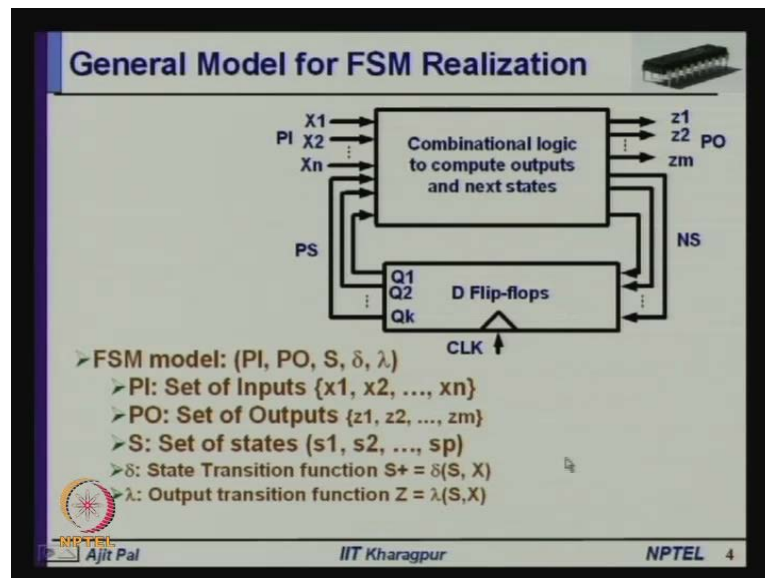 General Model for FSM Realization
X1
PI X2
Xn
Combinational logic
to compute outputs
and next states
z1
z2 PO
zm
PS
NS
Q1
Q2
Qk
D Flip-flops
CLK
➢FSM model: (PI, PO, S, δ, λ)
➢PI: Set of Inputs {x1, x2, ..., xn}
➢PO: Set of Outputs {z1, z2, ..., zm}
➢S: Set of states (s1, s2, ..., sp)
➢δ: State Transition function S+ = δ(S, X)
➢λ: Output transition function Z = λ(S,X)
NPTEL
Ajit Pal IIT Kharagpur NPTEL 4